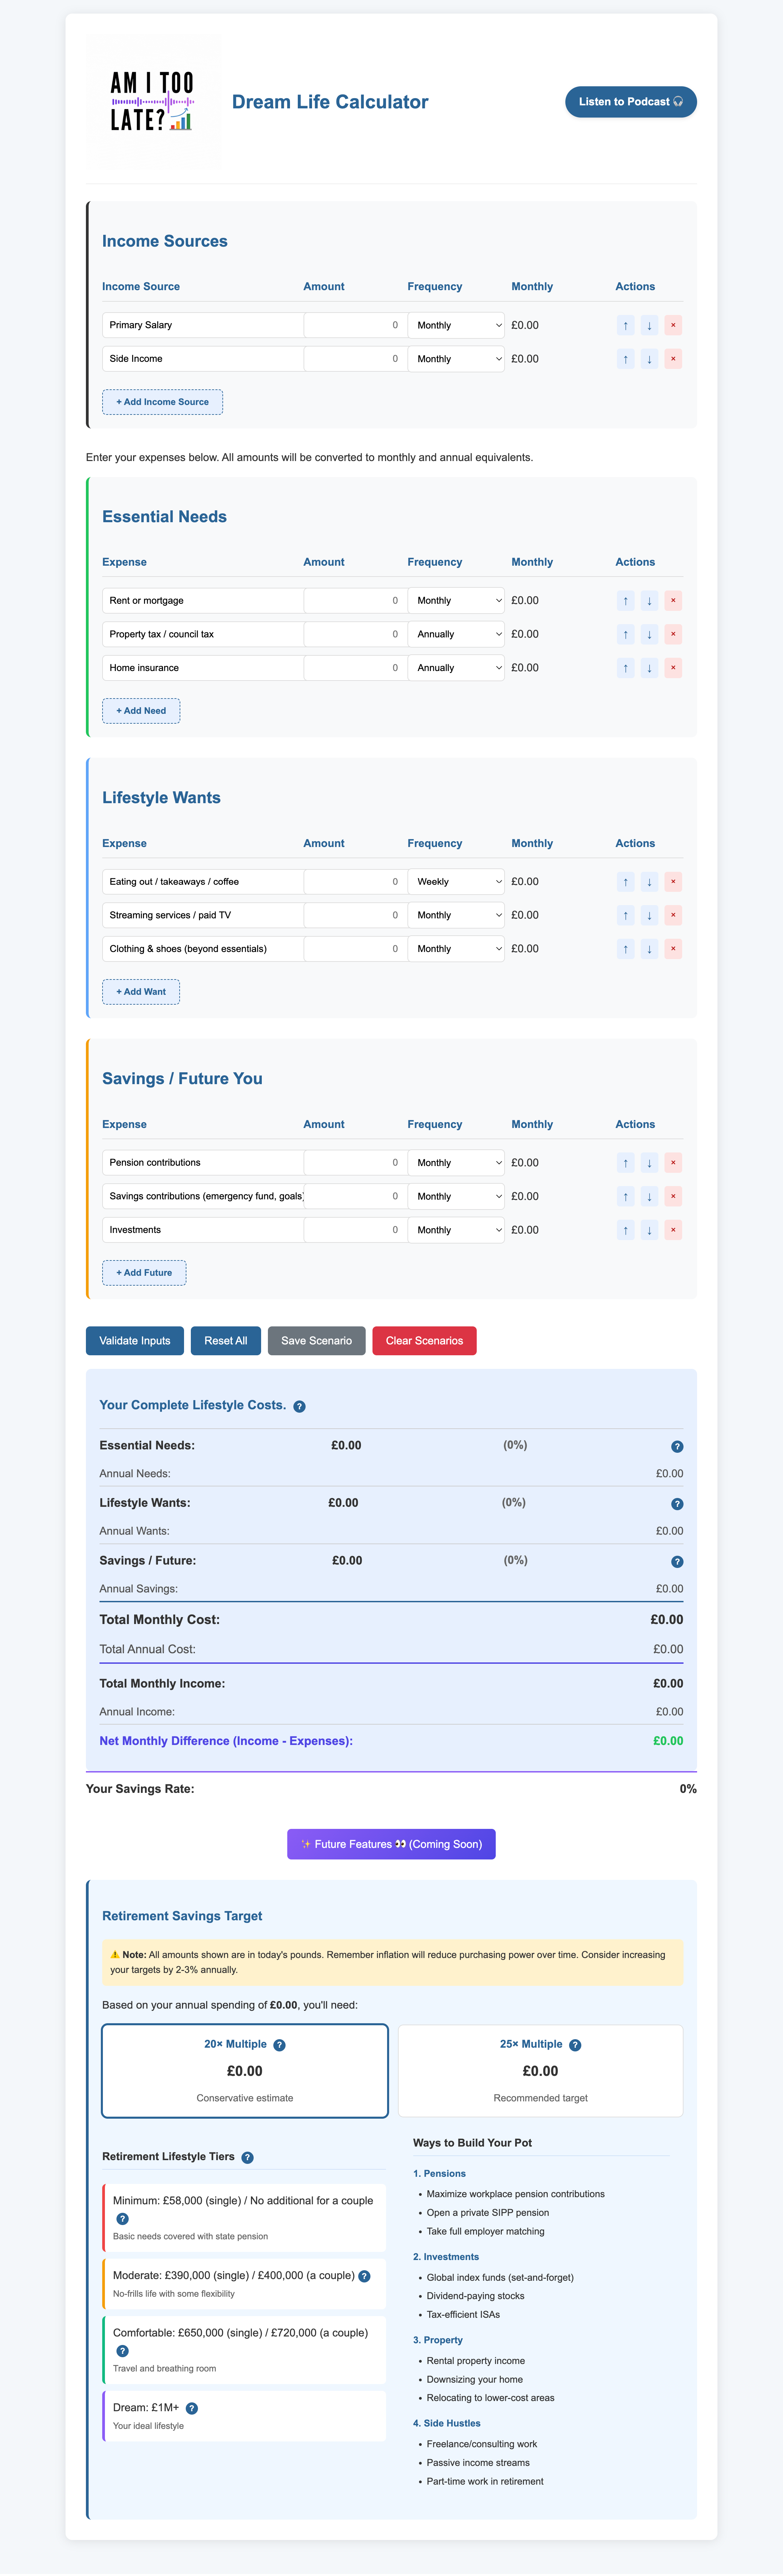 AM I TOO
LATE?
Dream Life Calculator
Listen to Podcast 🎧
Income Sources
Income Source Amount Frequency Monthly Actions
Primary Salary 0 Monthly £0.00 ↑ ↓ ×
Side Income 0 Monthly £0.00 ↑ ↓ ×
+ Add Income Source
Enter your expenses below. All amounts will be converted to monthly and annual equivalents.
Essential Needs
Expense Amount Frequency Monthly Actions
Rent or mortgage 0 Monthly £0.00 ↑ ↓ ×
Property tax / council tax 0 Annually £0.00 ↑ ↓ ×
Home insurance 0 Annually £0.00 ↑ ↓ ×
+ Add Need
Lifestyle Wants
Expense Amount Frequency Monthly Actions
Eating out / takeaways / coffee 0 Weekly £0.00 ↑ ↓ ×
Streaming services / paid TV 0 Monthly £0.00 ↑ ↓ ×
Clothing & shoes (beyond essentials) 0 Monthly £0.00 ↑ ↓ ×
+ Add Want
Savings / Future You
Expense Amount Frequency Monthly Actions
Pension contributions 0 Monthly £0.00 ↑ ↓ ×
Savings contributions (emergency fund, goals) 0 Monthly £0.00 ↑ ↓ ×
Investments 0 Monthly £0.00 ↑ ↓ ×
+ Add Future
Validate Inputs Reset All Save Scenario Clear Scenarios
Your Complete Lifestyle Costs. ?
Essential Needs: £0.00 (0%) ?
Annual Needs: £0.00
Lifestyle Wants: £0.00 (0%) ?
Annual Wants: £0.00
Savings / Future: £0.00 (0%) ?
Annual Savings: £0.00
Total Monthly Cost: £0.00
Total Annual Cost: £0.00
Total Monthly Income: £0.00
Annual Income: £0.00
Net Monthly Difference (Income - Expenses): £0.00
Your Savings Rate: 0%
✨ Future Features 👀 (Coming Soon)
Retirement Savings Target
⚠️ Note: All amounts shown are in today's pounds. Remember inflation will reduce purchasing power over time. Consider increasing
your targets by 2-3% annually.
Based on your annual spending of £0.00, you'll need:
20× Multiple ?
£0.00
Conservative estimate
25× Multiple ?
£0.00
Recommended target
Retirement Lifestyle Tiers ?
Minimum: £58,000 (single) / No additional for a couple
?
Basic needs covered with state pension
Moderate: £390,000 (single) / £400,000 (a couple) ?
No-frills life with some flexibility
Comfortable: £650,000 (single) / £720,000 (a couple)
?
Travel and breathing room
Dream: £1M+ ?
Your ideal lifestyle
Ways to Build Your Pot
1. Pensions
• Maximize workplace pension contributions
• Open a private SIPP pension
• Take full employer matching
2. Investments
• Global index funds (set-and-forget)
• Dividend-paying stocks
• Tax-efficient ISAs
3. Property
• Rental property income
• Downsizing your home
• Relocating to lower-cost areas
4. Side Hustles
• Freelance/consulting work
• Passive income streams
• Part-time work in retirement